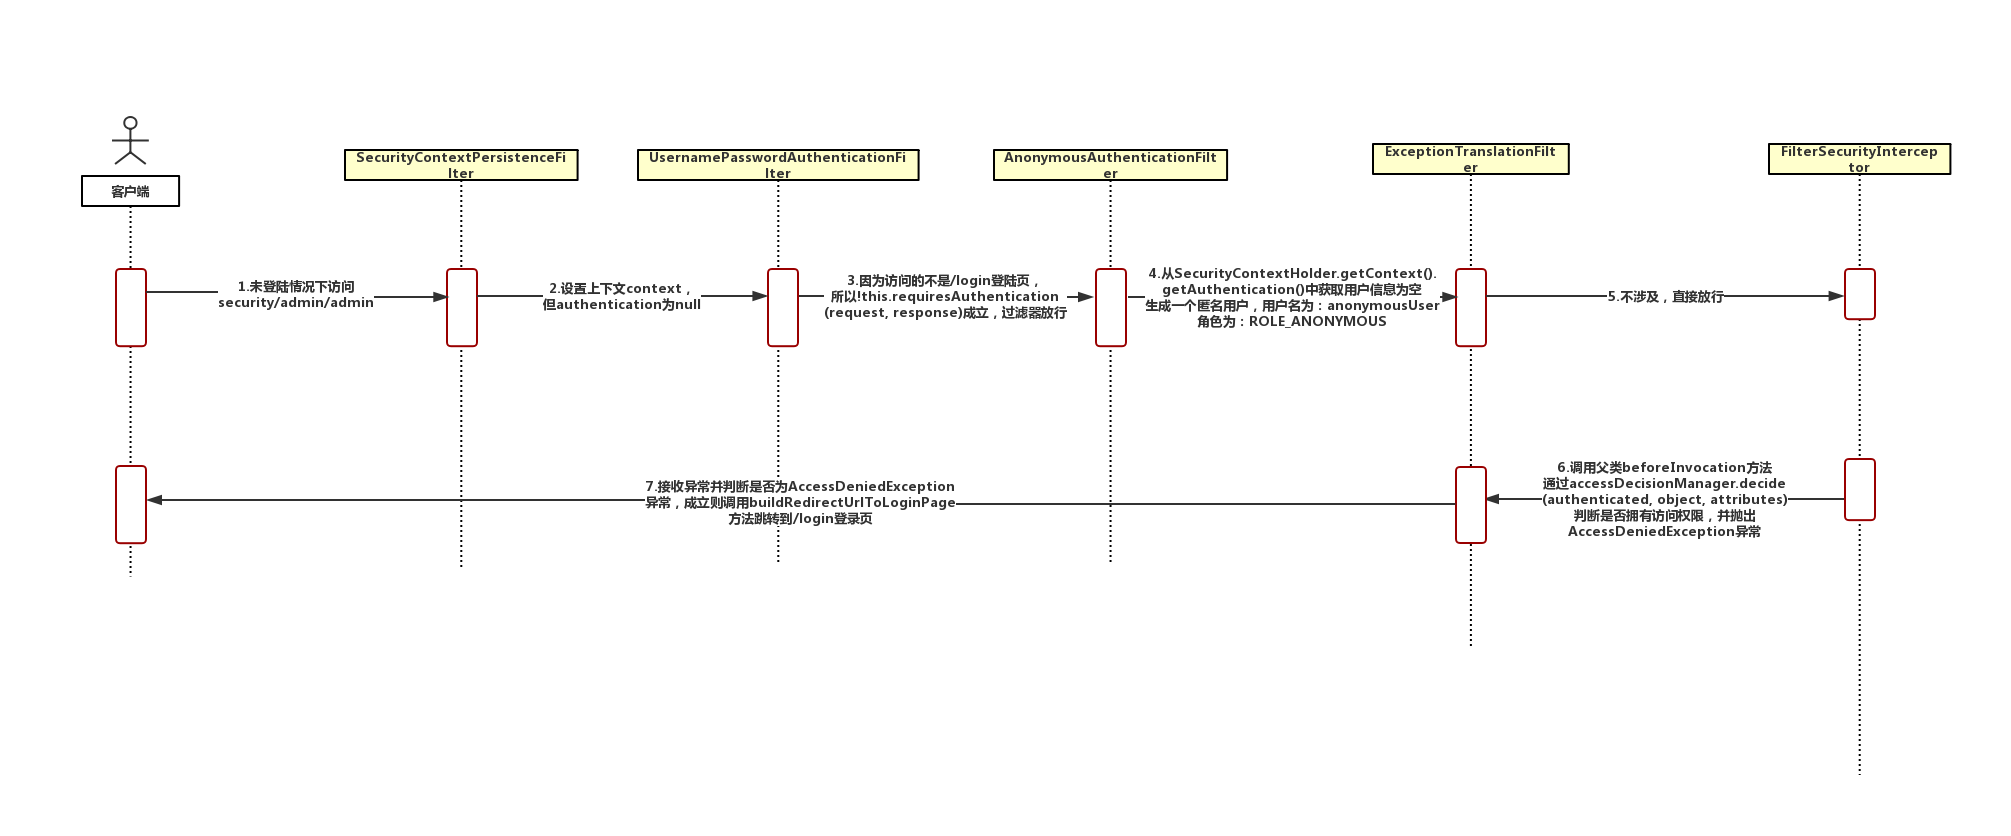 客户端
SecurityContextPersistenceFi
lter
UsernamePasswordAuthenticationFi
lter
AnonymousAuthenticationFilt
er
ExceptionTranslationFilt
er
FilterSecurityIntercep
tor
1.未登陆情况下访问
security/admin/admin
2.设置上下文context，
但authentication为null
3.因为访问的不是/login登陆页，
所以!this.requiresAuthentication
(request, response)成立，过滤器放行
4.从SecurityContextHolder.getContext().
getAuthentication()中获取用户信息为空
生成一个匿名用户，用户名为：anonymousUser
角色为：ROLE_ANONYMOUS
5.不涉及，直接放行
6.调用父类beforeInvocation方法
通过accessDecisionManager.decide
(authenticated, object, attributes)
判断是否拥有访问权限，并抛出
AccessDeniedException异常
7.接收异常并判断是否为AccessDeniedException
异常，成立则调用buildRedirectUrlToLoginPage
方法跳转到/login登录页